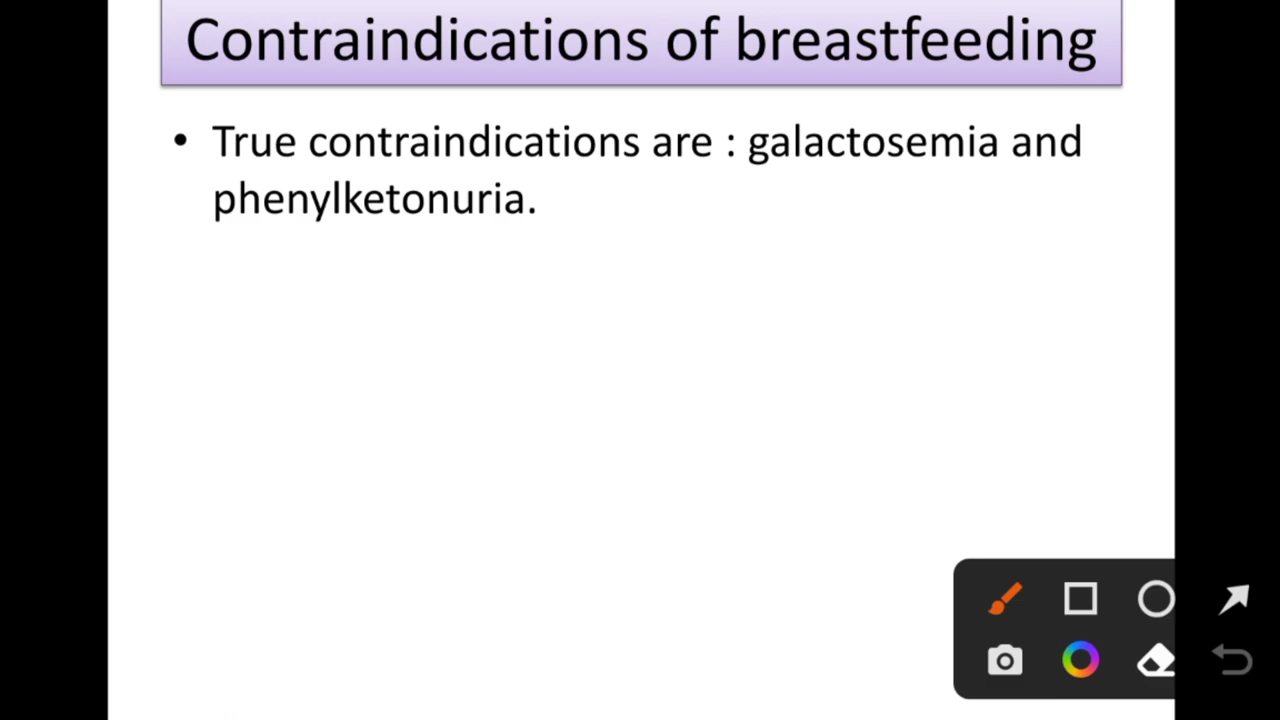 Contraindications of breastfeeding
• True contraindications are : galactosemia and
phenylketonuria.